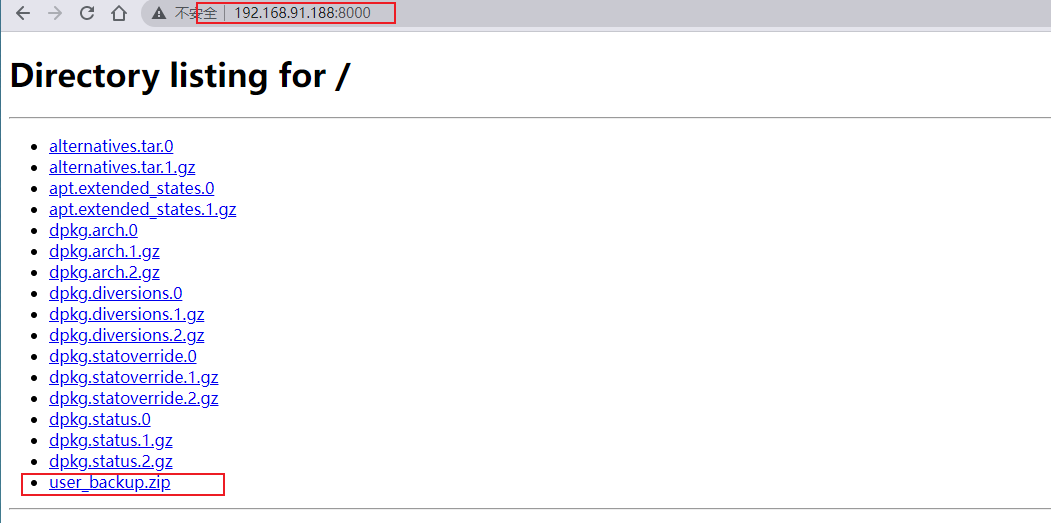 不安全 192.168.91.188:8000
Directory listing for /
alternatives.tar.0
alternatives.tar.1.gz
apt.extended_states.0
apt.extended_states.1.gz
dpkg.arch.0
dpkg.arch.1.gz
dpkg.arch.2.gz
dpkg.diversions.0
dpkg.diversions.1.gz
dpkg.diversions.2.gz
dpkg.statoverride.0
dpkg.statoverride.1.gz
dpkg.statoverride.2.gz
dpkg.status.0
dpkg.status.1.gz
dpkg.status.2.gz
user_backup.zip